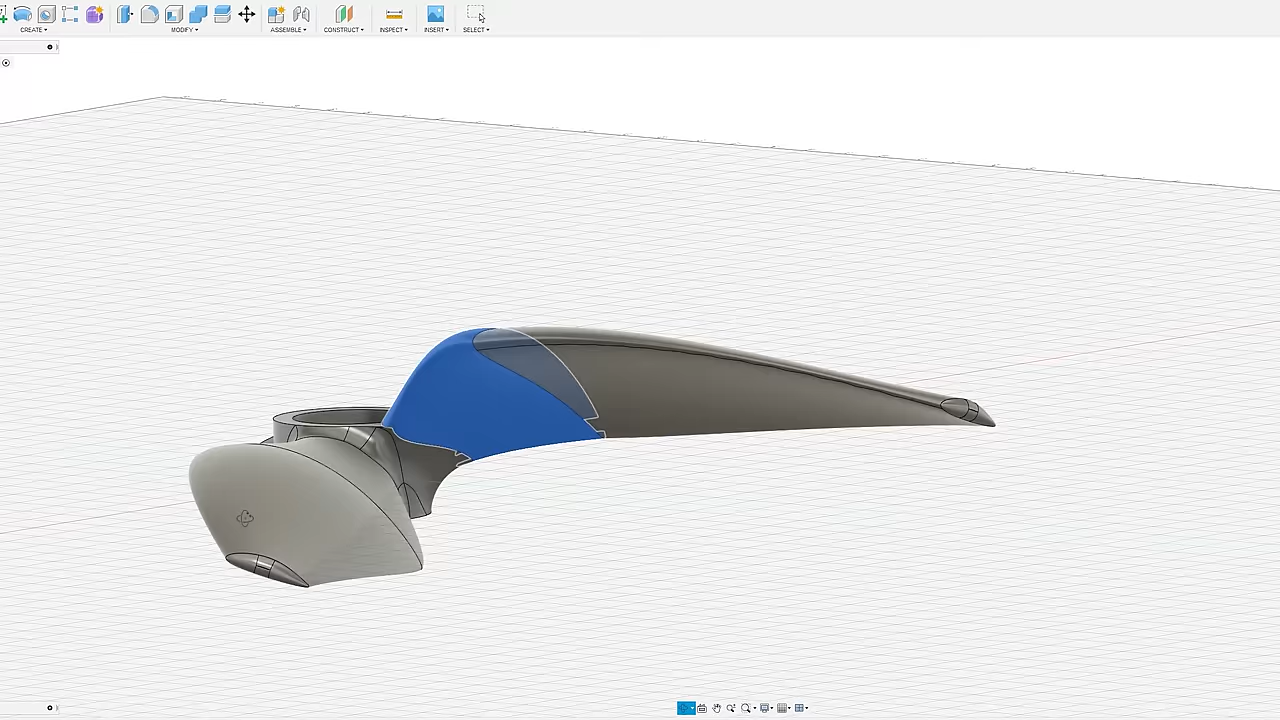 CREATE
MODIFY
ASSEMBLE
CONSTRUCT
INSPECT
INSERT
SELECT